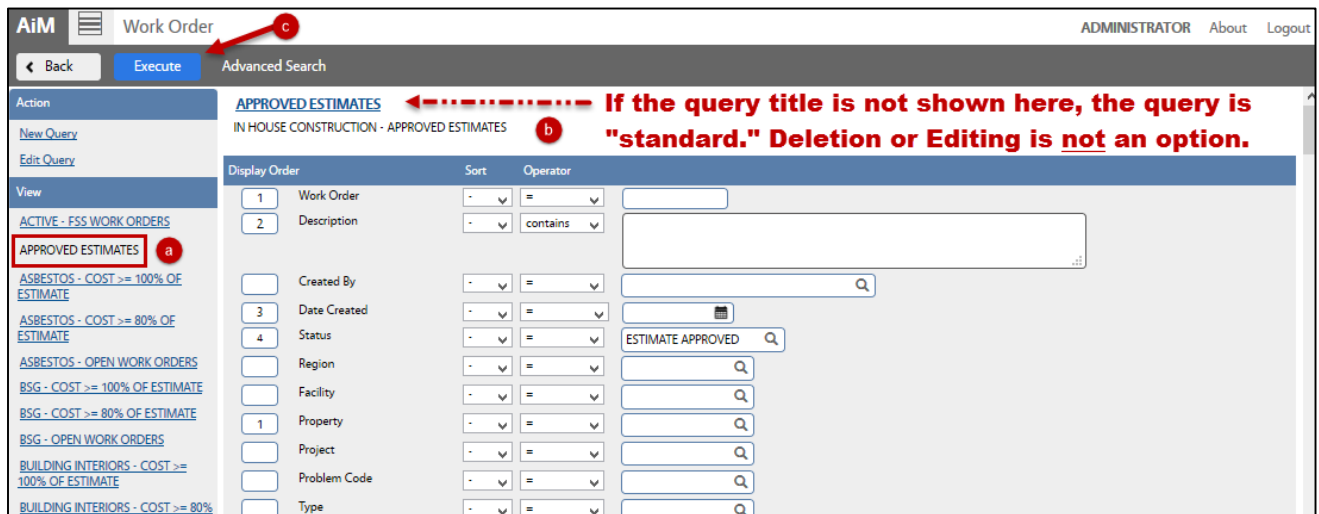 AiM Work Order c ADMINISTRATOR About Logout
Back Execute Advanced Search
Action
New Query
Edit Query
View
ACTIVE - FSS WORK ORDERS
APPROVED ESTIMATES a
ASBESTOS - COST >= 100% OF
ESTIMATE
ASBESTOS - COST >= 80% OF
ESTIMATE
ASBESTOS - OPEN WORK ORDERS
BSG - COST >= 100% OF ESTIMATE
BSG - COST >= 80% OF ESTIMATE
BSG - OPEN WORK ORDERS
BUILDING INTERIORS - COST >=
100% OF ESTIMATE
BUILDING INTERIORS - COST >= 80%
APPROVED ESTIMATES
IN HOUSE CONSTRUCTION - APPROVED ESTIMATES b
If the query title is not shown here, the query is
"standard." Deletion or Editing is not an option.
Display Order Sort Operator
1 Work Order - =
2 Description - contains
Created By - =
3 Date Created - =
4 Status - = ESTIMATE APPROVED
Region - =
Facility - =
1 Property - =
Project - =
Problem Code - =
Type - =